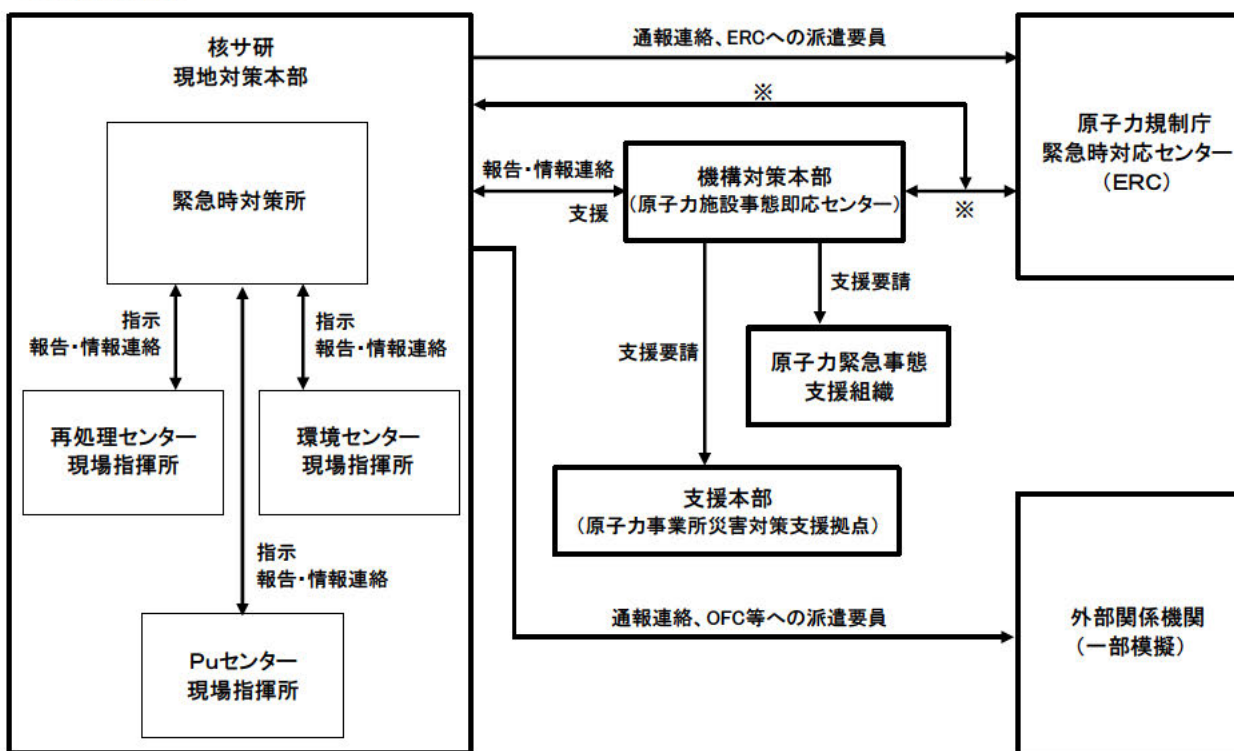 核サ研
現地対策本部
緊急時対策所
指示
報告・情報連絡
指示
報告・情報連絡
再処理センター
現場指揮所
環境センター
現場指揮所
指示
報告・情報連絡
Puセンター
現場指揮所
通報連絡、ERCへの派遣要員
※
報告・情報連絡
支援
機構対策本部
(原子力施設事態即応センター)
※
原子力規制庁
緊急時対応センター
(ERC)
支援要請
支援要請
原子力緊急事態
支援組織
支援本部
(原子力事業所災害対策支援拠点)
通報連絡、OFC等への派遣要員
外部関係機関
(一部模擬)